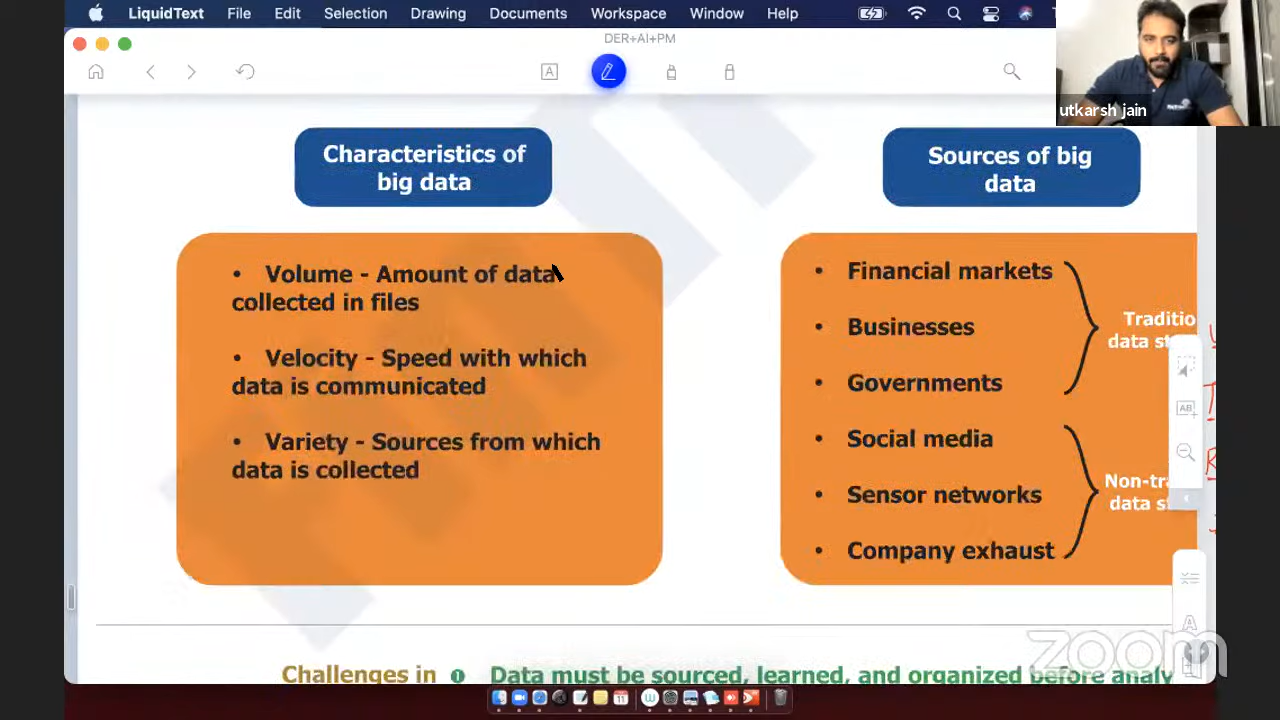 LiquidText File Edit Selection Drawing Documents Workspace Window Help
DER+AI+PM
utkarsh jain
Characteristics of
big data
• Volume - Amount of data
collected in files
• Velocity - Speed with which
data is communicated
• Variety - Sources from which
data is collected
Sources of big
data
• Financial markets
• Businesses
• Governments
• Social media
• Sensor networks
• Company exhaust
Traditio
data st
Non-tra
data s
Challenges in
1 Data must be sourced, learned, and organized before analy
zoom